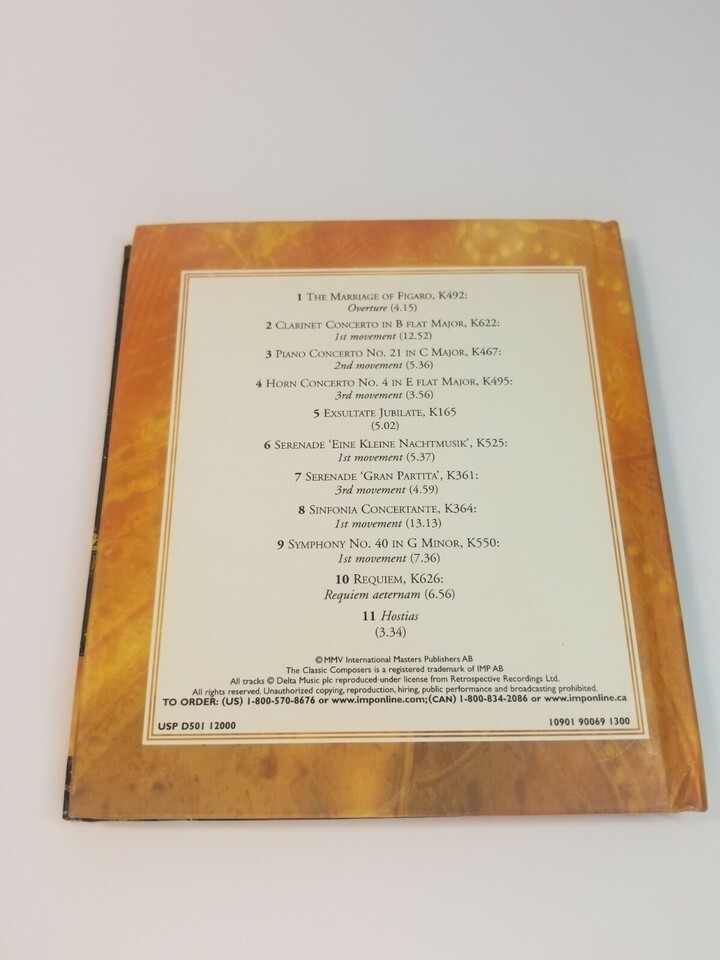 1 The Marriage of Figaro, K492:
Overture (4.15)
2 Clarinet Concerto in B flat Major, K622:
1st movement (12.52)
3 Piano Concerto No. 21 in C Major, K467:
2nd movement (5.36)
4 Horn Concerto No. 4 in E flat Major, K495:
3rd movement (3.56)
5 Exsultate Jubilate, K165
(5.02)
6 Serenade 'Eine Kleine Nachtmusik', K525:
1st movement (5.37)
7 Serenade 'Gran Partita', K361:
3rd movement (4.59)
8 Sinfonia Concertante, K364:
1st movement (13.13)
9 Symphony No. 40 in G Minor, K550:
1st movement (7.36)
10 Requiem, K626:
Requiem aeternam (6.56)
11 Hostias
(3.34)
© MMV International Masters Publishers AB
The Classic Composers is a registered trademark of IMP AB
All tracks © Delta Music plc reproduced under license from Retrospective Recordings Ltd.
All rights reserved. Unauthorized copying, reproduction, hiring, public performance and broadcasting prohibited.
TO ORDER: (US) 1-800-570-8676 or www.imponline.com; (CAN) 1-800-834-2086 or www.imponline.ca
USP D501 12000
10901 90069 1300